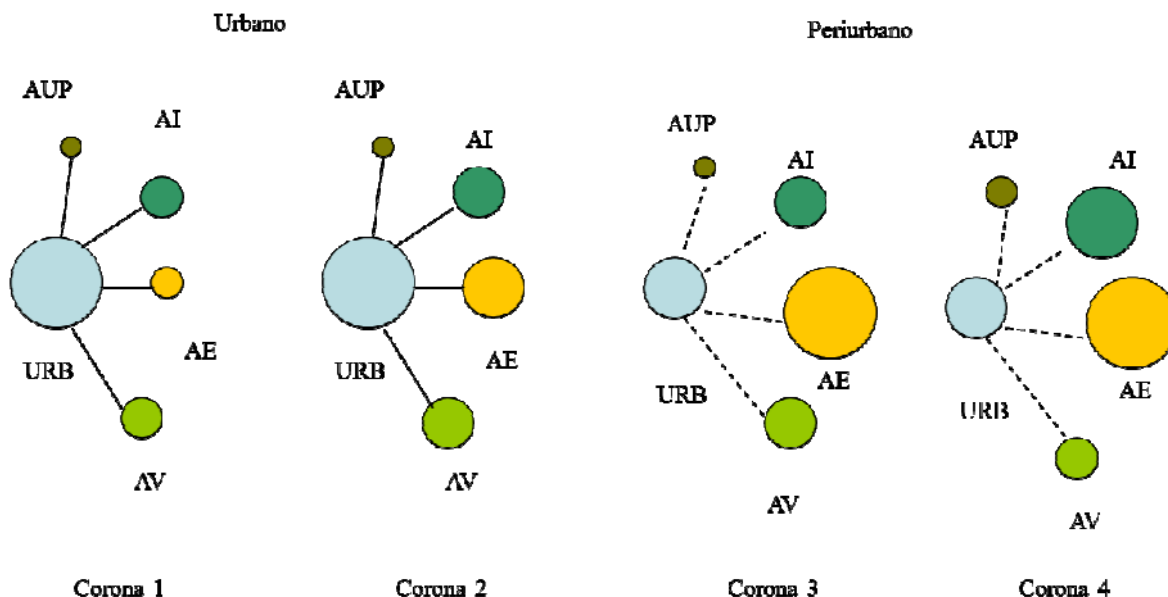 Urbano
Periurbano
AUP
AI
AE
URB
AV
Corona 1
AUP
AI
AE
URB
AV
Corona 2
AUP
AI
AE
URB
AV
Corona 3
AUP
AI
AE
URB
AV
Corona 4